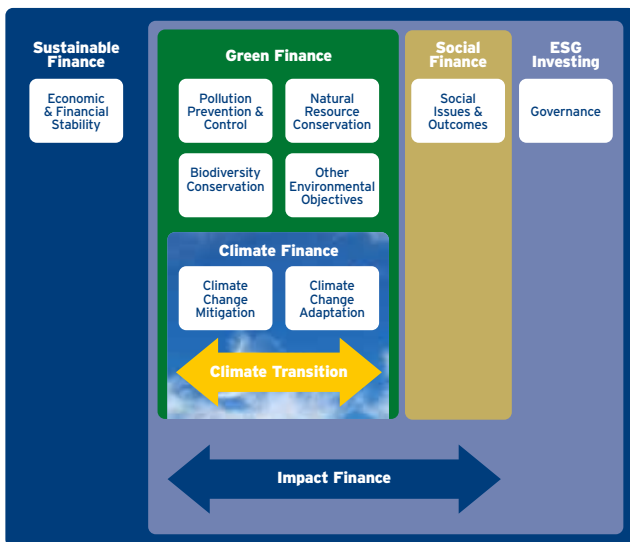 Sustainable
Finance
Economic
& Financial
Stability
Green Finance
Pollution
Prevention &
Control
Natural
Resource
Conservation
Biodiversity
Conservation
Other
Environmental
Objectives
Climate Finance
Climate
Change
Mitigation
Climate
Change
Adaptation
Climate Transition
Social
Finance
Social
Issues &
Outcomes
ESG
Investing
Governance
Impact Finance